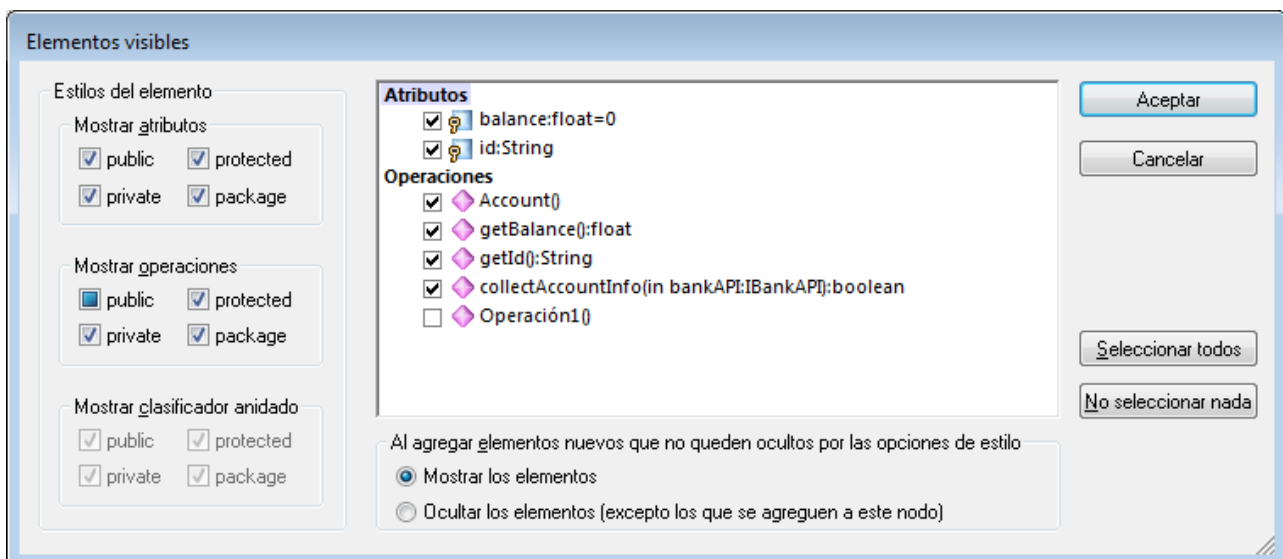 Elementos visibles
Estilos del elemento
Mostrar atributos
public protected
private package
Mostrar operaciones
public protected
private package
Mostrar clasificador anidado
public protected
private package
Atributos
balance:float=0
id:String
Operaciones
Account()
getBalance():float
getId():String
collectAccountInfo(in bankAPI:IBankAPI):boolean
Operación1()
Al agregar elementos nuevos que no queden ocultos por las opciones de estilo
Mostrar los elementos
Ocultar los elementos (excepto los que se agreguen a este nodo)
Aceptar
Cancelar
Seleccionar todos
No seleccionar nada